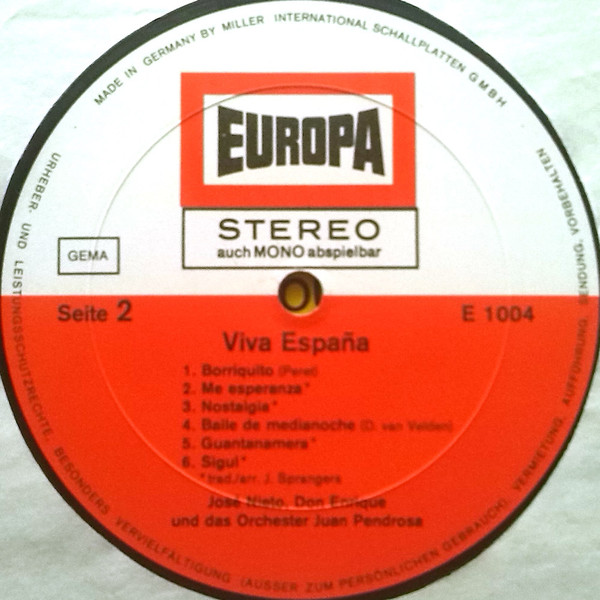 MADE IN GERMANY BY MILLER INTERNATIONAL SCHALLPLATTEN GMBH
EUROPA
STEREO
auch MONO abspielbar
GEMA
Seite 2
E 1004
Viva España
1. Borriquito (Peret)
2. Me esperanza*
3. Nostalgia*
4. Baile de medianoche (D. van Velden)
5. Guantanamera*
6. Sigui*
*trad./arr. J. Sprangers
José Nieto, Don Enrique
und das Orchester Juan Pendrosa
URHEBER- UND LEISTUNGSSCHUTZRECHTE, BESONDERS VERVIELFÄLTIGUNG (AUSSER ZUM PERSÖNLICHEN GEBRAUCH), VERMIETUNG, AUFFÜHRUNG, SENDUNG, VORBEHALTEN